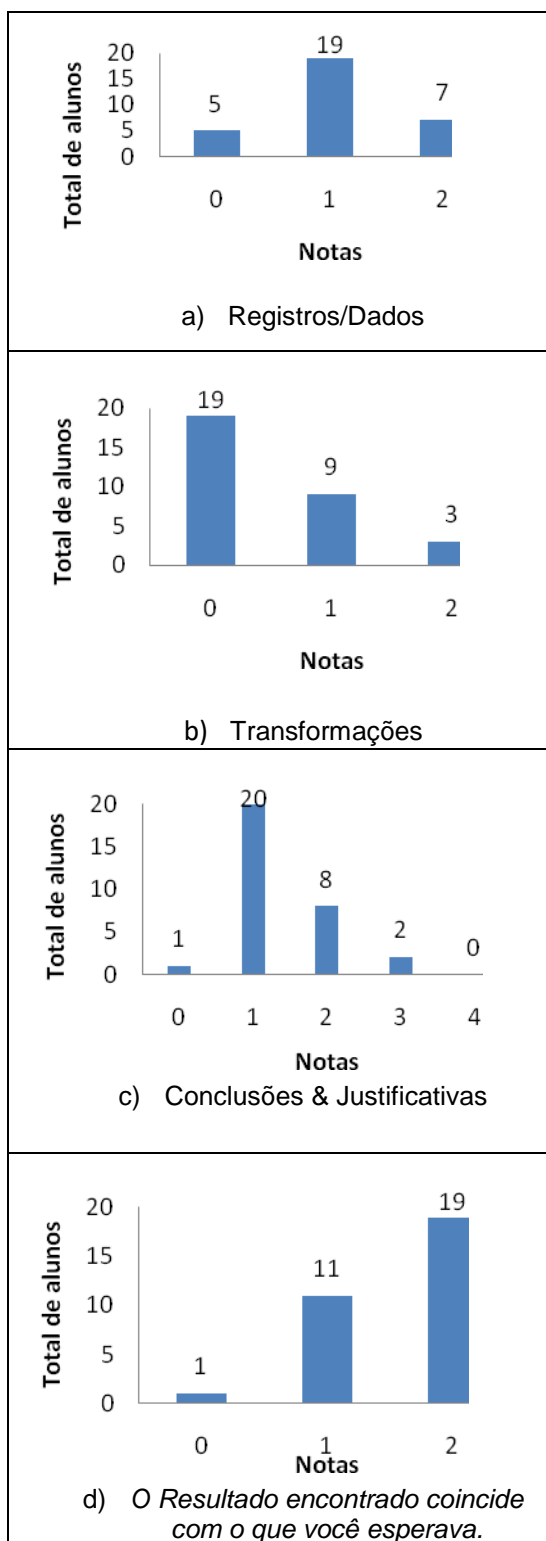 Total de alunos
20
15
10
5
0
5
19
7
0 1 2
Notas
a) Registros/Dados
Total de alunos
20
15
10
5
0
19
9
3
0 1 2
Notas
b) Transformações
Total de alunos
20
15
10
5
0
1
20
8
2
0
0 1 2 3 4
Notas
c) Conclusões & Justificativas
Total de alunos
20
15
10
5
0
1
11
19
0 1 2
Notas
d) O Resultado encontrado coincide
com o que você esperava.